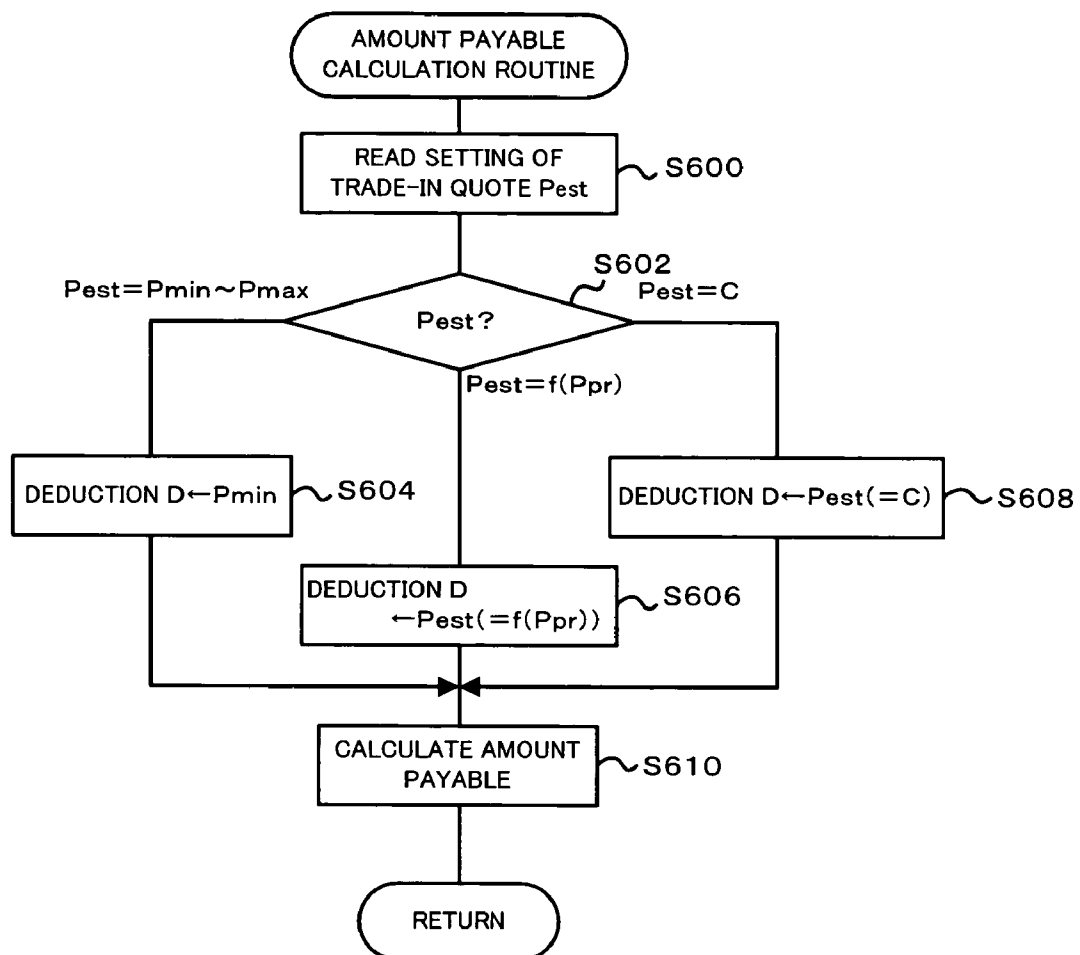 AMOUNT PAYABLE
CALCULATION ROUTINE
READ SETTING OF
TRADE-IN QUOTE Pest
S600
S602
Pest=Pmin~Pmax
Pest=C
Pest?
Pest=f(Ppr)
DEDUCTION D←Pmin
S604
DEDUCTION D←Pest(=C)
S608
DEDUCTION D
←Pest(=f(Ppr))
S606
CALCULATE AMOUNT
PAYABLE
S610
RETURN